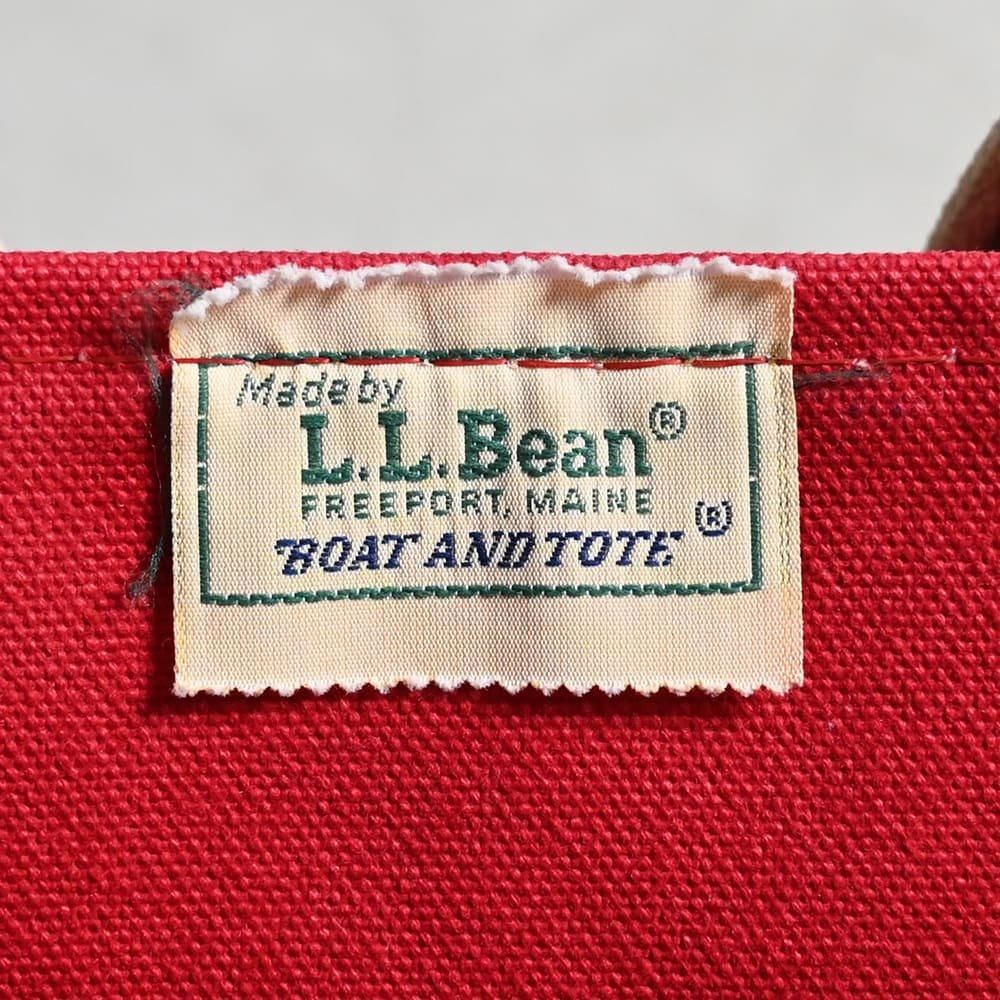 Made by
L.L.Bean®
FREEPORT, MAINE
BOAT AND TOTE ®